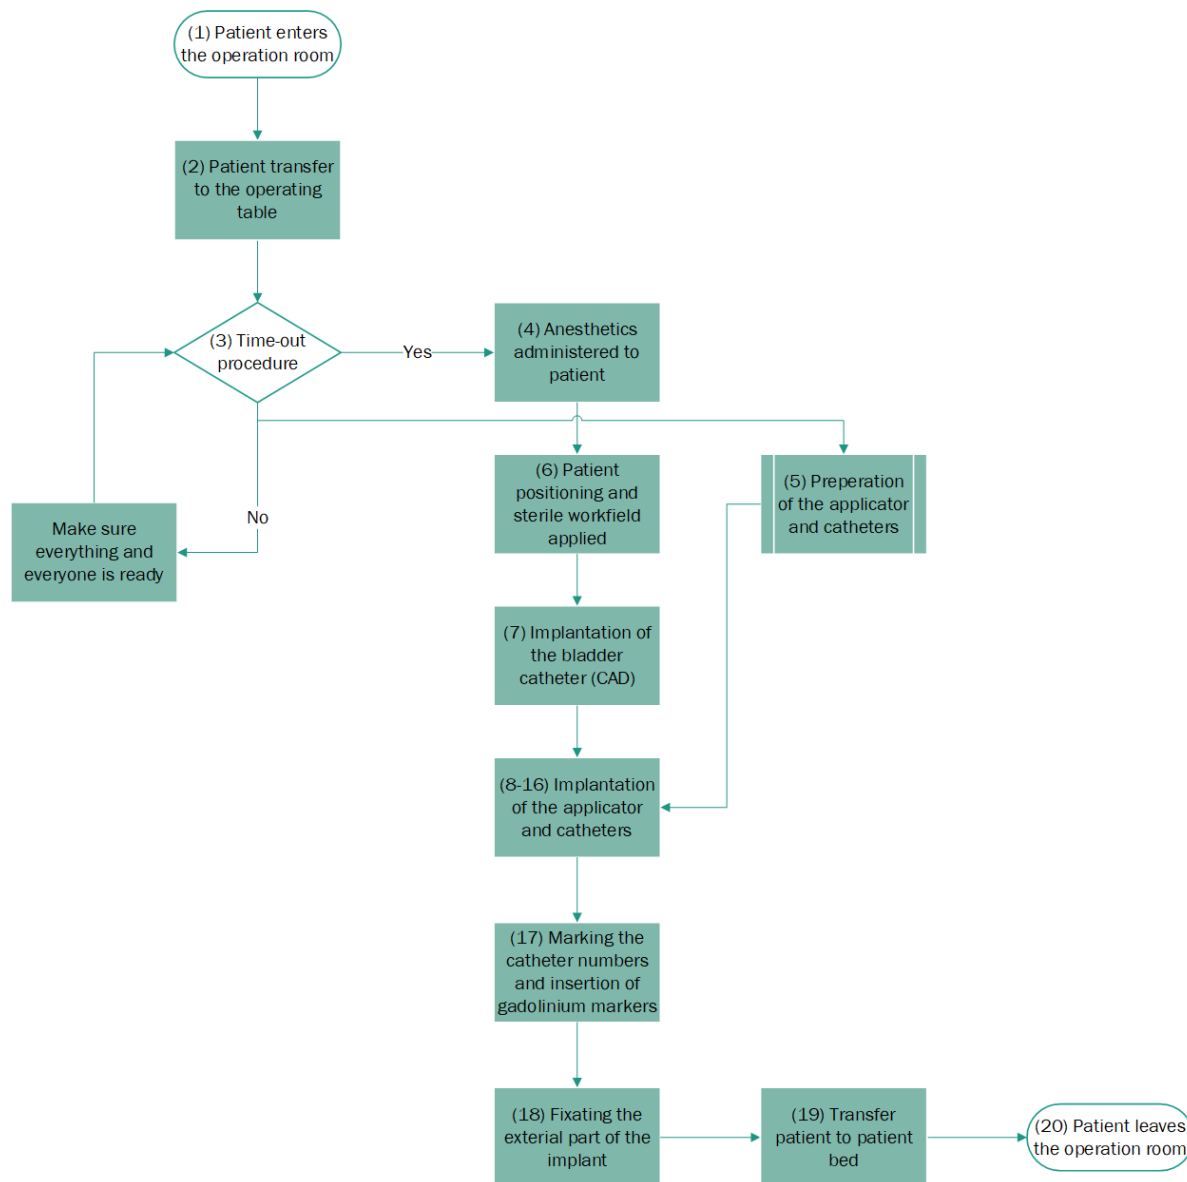 (1) Patient enters
the operation room
(2) Patient transfer
to the operating
table
(3) Time-out
procedure
Yes
(4) Anesthetics
administered to
patient
No
Make sure
everything and
everyone is ready
(6) Patient
positioning and
sterile workfield
applied
(5) Preperation
of the applicator
and catheters
(7) Implantation of
the bladder
catheter (CAD)
(8-16) Implantation
of the applicator
and catheters
(17) Marking the
catheter numbers
and insertion of
gadolinium markers
(18) Fixating the
exterial part of the
implant
(19) Transfer
patient to patient
bed
(20) Patient leaves
the operation room